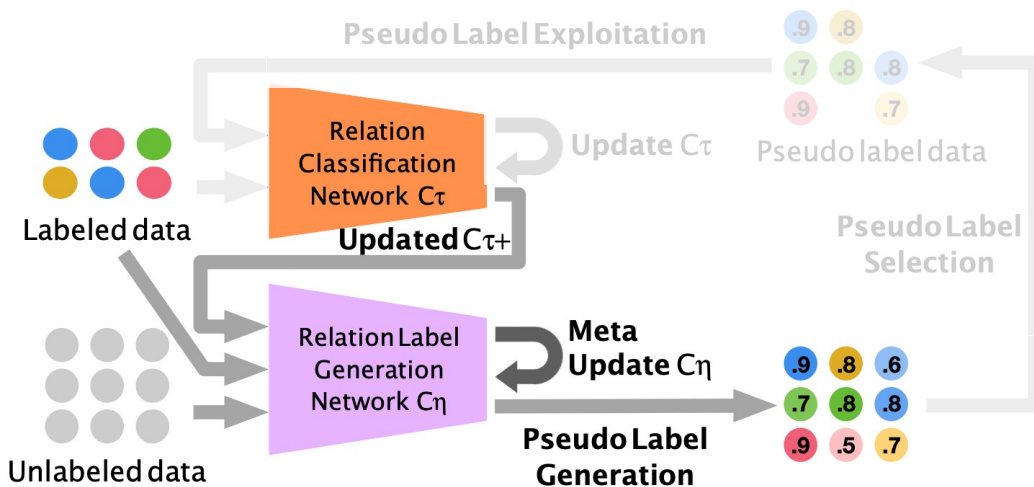 Pseudo Label Exploitation
.9 .8
.7 .8 .8
.9 .7
Pseudo label data
Relation
Classification
Network Cτ
Update Cτ
Labeled data
Updated Cτ+
Pseudo Label
Selection
Relation Label
Generation
Network Cη
Meta
Update Cη
.9 .8 .6
.7 .8 .8
.9 .5 .7
Unlabeled data
Pseudo Label
Generation